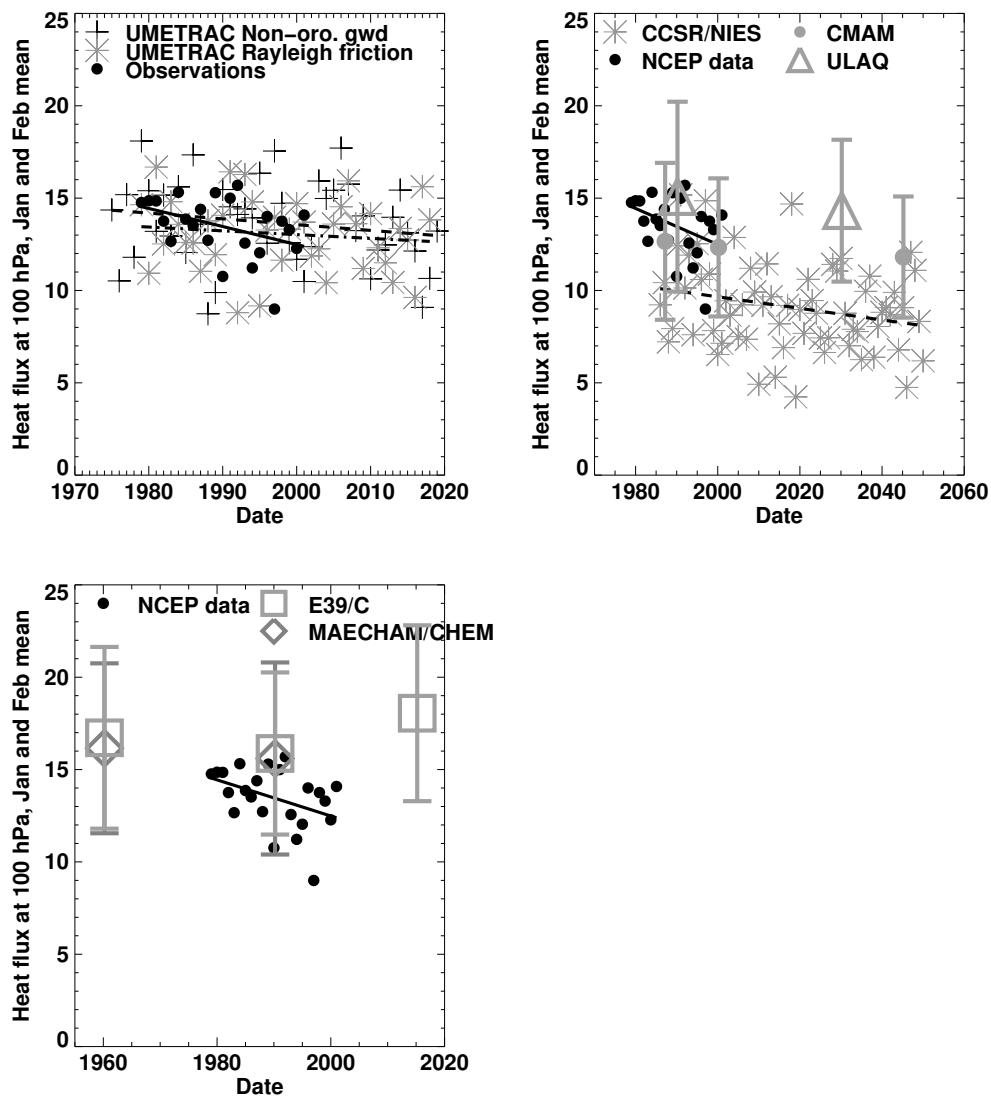 25
20
15
10
5
0
Heat flux at 100 hPa, Jan and Feb mean
UMETRAC Non-oro. gwd
UMETRAC Rayleigh friction
Observations
1970 1980 1990 2000 2010 2020
Date
25
20
15
10
5
0
Heat flux at 100 hPa, Jan and Feb mean
CCSR/NIES CMAM
NCEP data ULAQ
1980 2000 2020 2040 2060
Date
25
20
15
10
5
0
Heat flux at 100 hPa, Jan and Feb mean
NCEP data E39/C
MAECHAM/CHEM
1960 1980 2000
Date